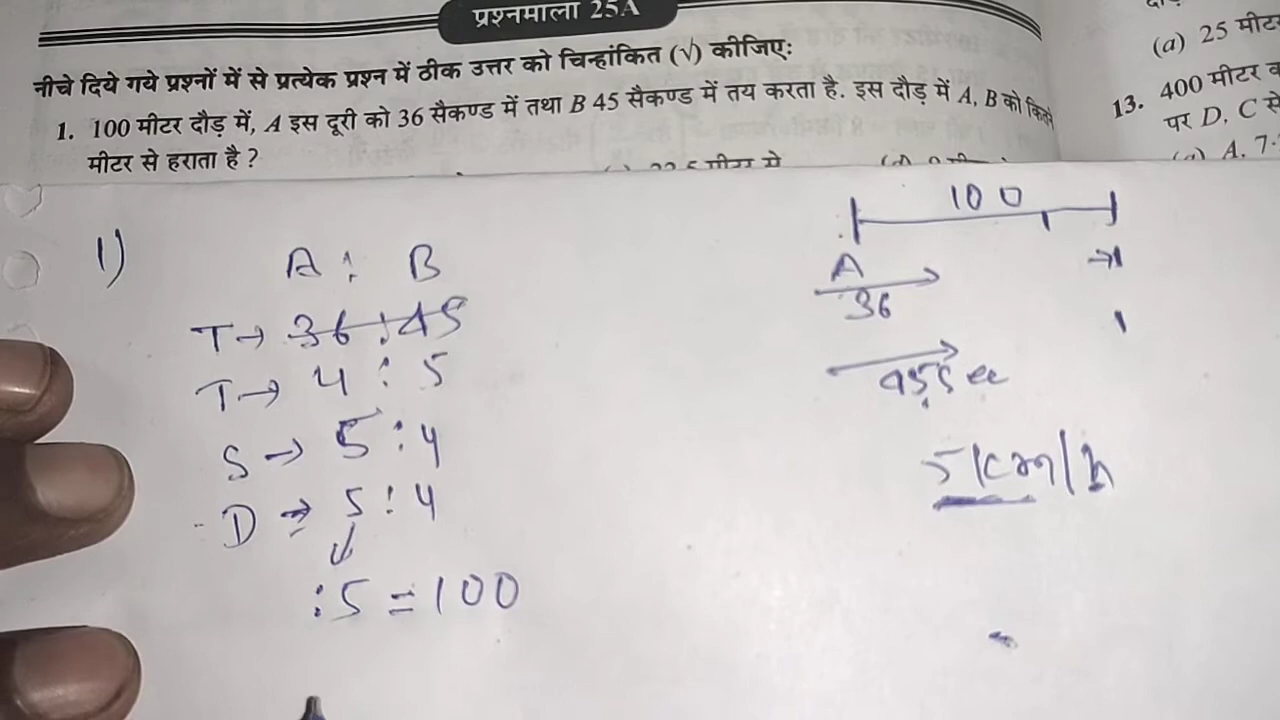 प्रश्नमाला 25A
नीचे दिये गये प्रश्नों में से प्रत्येक प्रश्न में ठीक उत्तर को चिन्हांकित (√) कीजिए:
1. 100 मीटर दौड़ में, A इस दूरी को 36 सैकण्ड में तथा B 45 सैकण्ड में तय करता है. इस दौड़ में A, B को कितने
मीटर से हराता है ?
(a) 25 मीटर
13. 400 मीटर
पर D, C से
A, 7.
1)
A : B
T → 36 : 45
T → 4 : 5
S → 5 : 4
D → 5 : 4
: 5 = 100
100
A
36
45 Sec
5 km/h